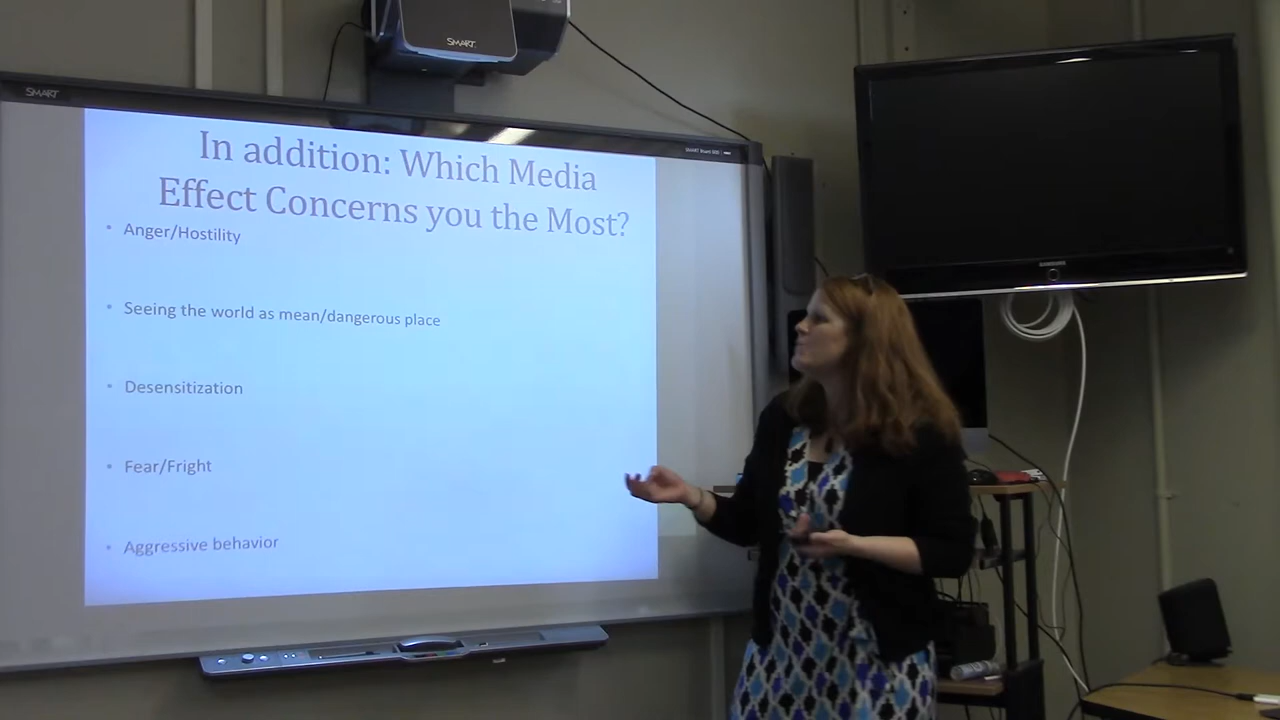 SMART
SMART
In addition: Which Media
Effect Concerns you the Most?
• Anger/Hostility
• Seeing the world as mean/dangerous place
• Desensitization
• Fear/Fright
• Aggressive behavior
SAMSUNG